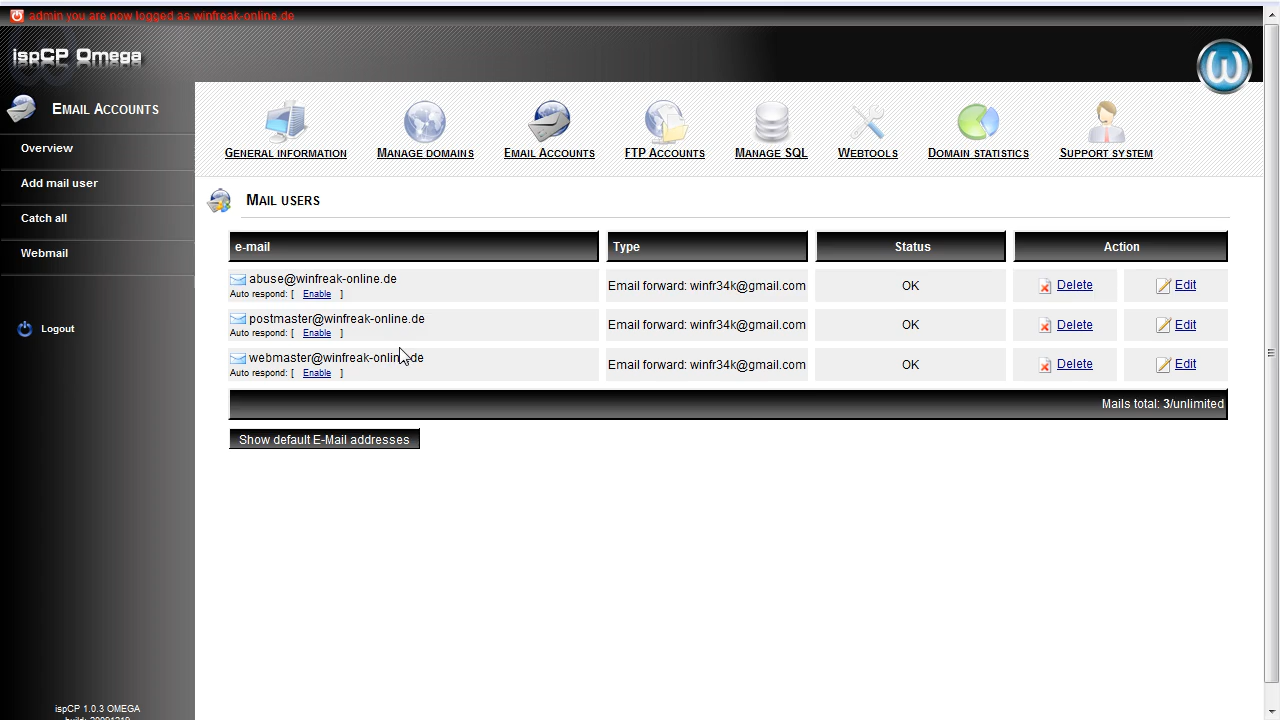 admin you are now logged as winfreak-online.de
ispCP Omega
EMAIL ACCOUNTS
Overview
Add mail user
Catch all
Webmail
Logout
GENERAL INFORMATION MANAGE DOMAINS EMAIL ACCOUNTS FTP ACCOUNTS MANAGE SQL WEBTOOLS DOMAIN STATISTICS SUPPORT SYSTEM
MAIL USERS
e-mail Type Status Action
abuse@winfreak-online.de
Auto respond: [ Enable ]
Email forward: winfr34k@gmail.com OK Delete Edit
postmaster@winfreak-online.de
Auto respond: [ Enable ]
Email forward: winfr34k@gmail.com OK Delete Edit
webmaster@winfreak-online.de
Auto respond: [ Enable ]
Email forward: winfr34k@gmail.com OK Delete Edit
Mails total: 3/unlimited
Show default E-Mail addresses
ispCP 1.0.3 OMEGA